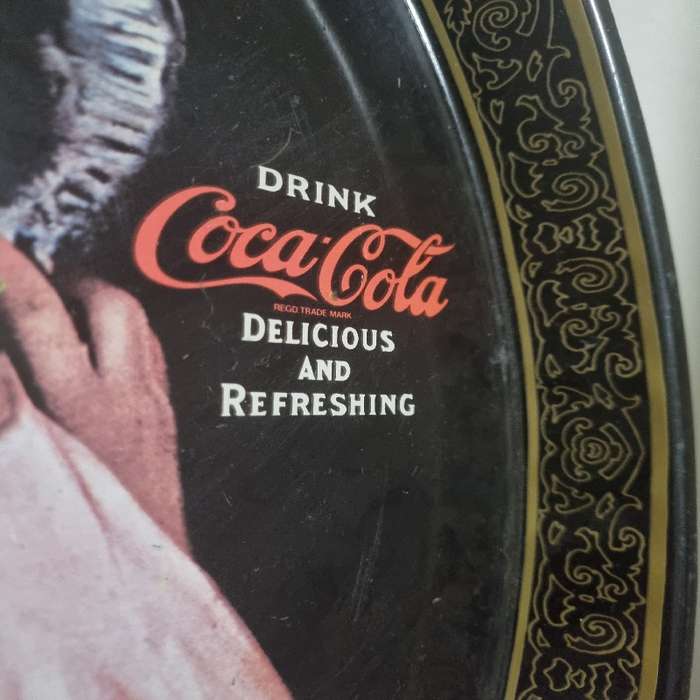 DRINK
Coca-Cola
REGD. TRADE MARK
DELICIOUS
AND
REFRESHING